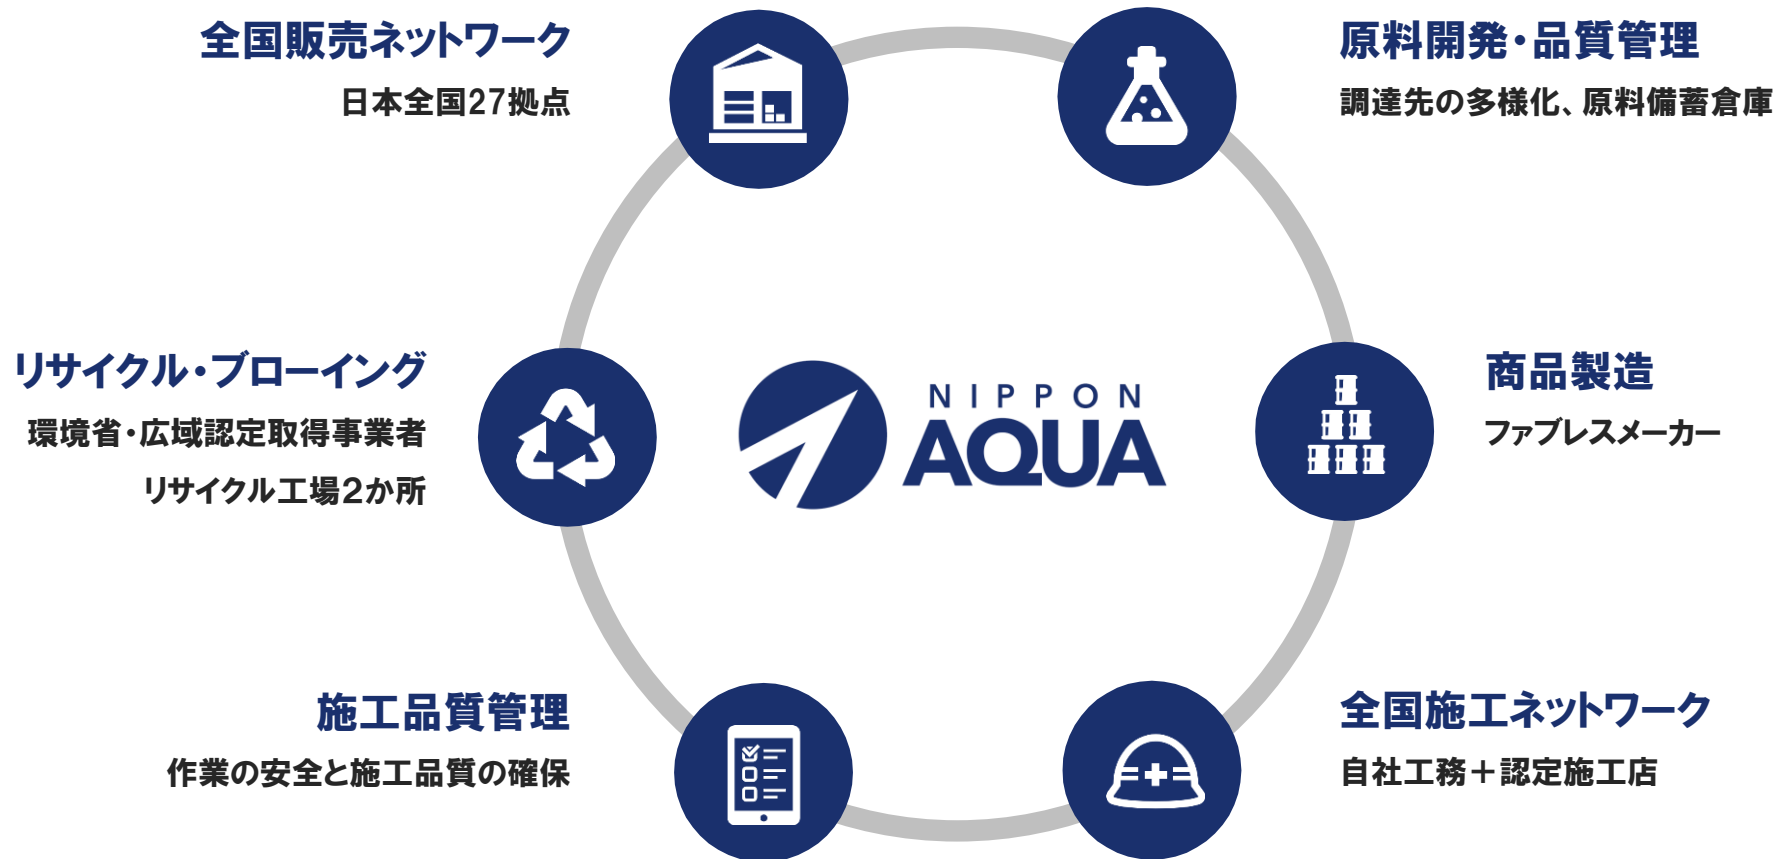 全国販売ネットワーク
日本全国27拠点
原料開発・品質管理
調達先の多様化、原料備蓄倉庫
リサイクル・ブローイング
環境省・広域認定取得事業者
リサイクル工場2か所
NIPPON
AQUA
商品製造
ファブレスメーカー
施工品質管理
作業の安全と施工品質の確保
全国施工ネットワーク
自社工務＋認定施工店